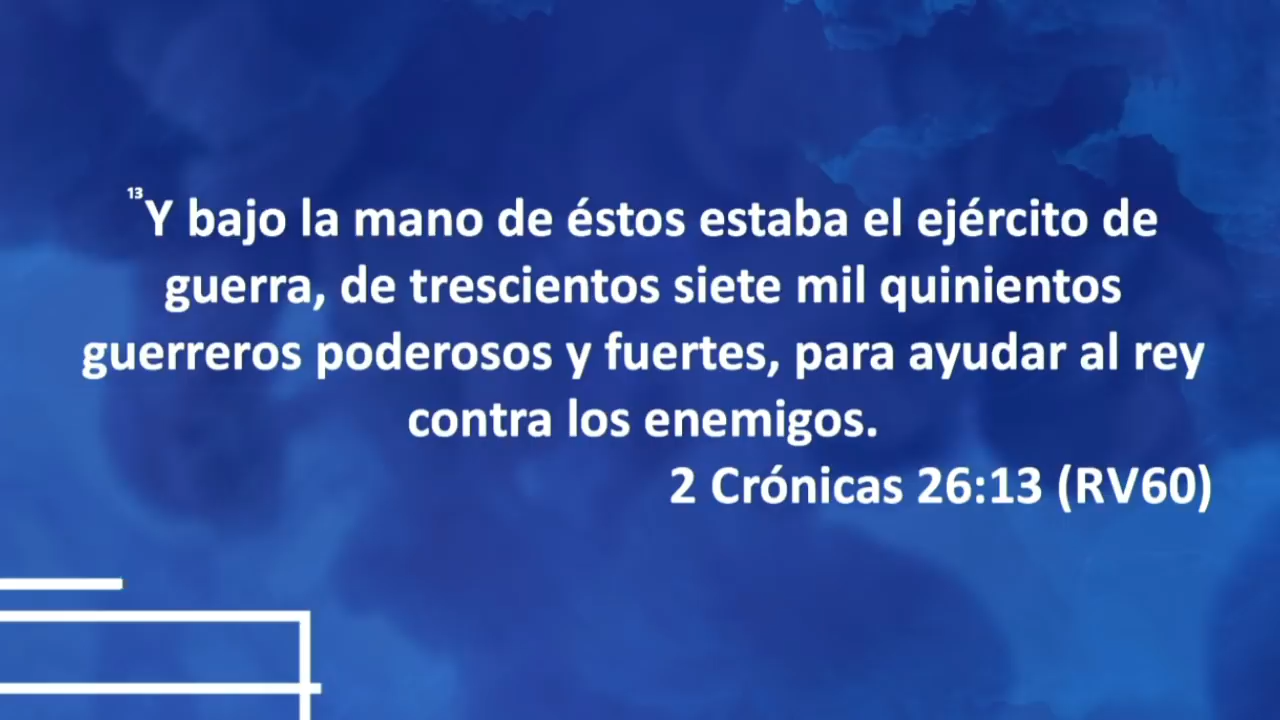 13Y bajo la mano de éstos estaba el ejército de
guerra, de trescientos siete mil quinientos
guerreros poderosos y fuertes, para ayudar al rey
contra los enemigos.
2 Crónicas 26:13 (RV60)